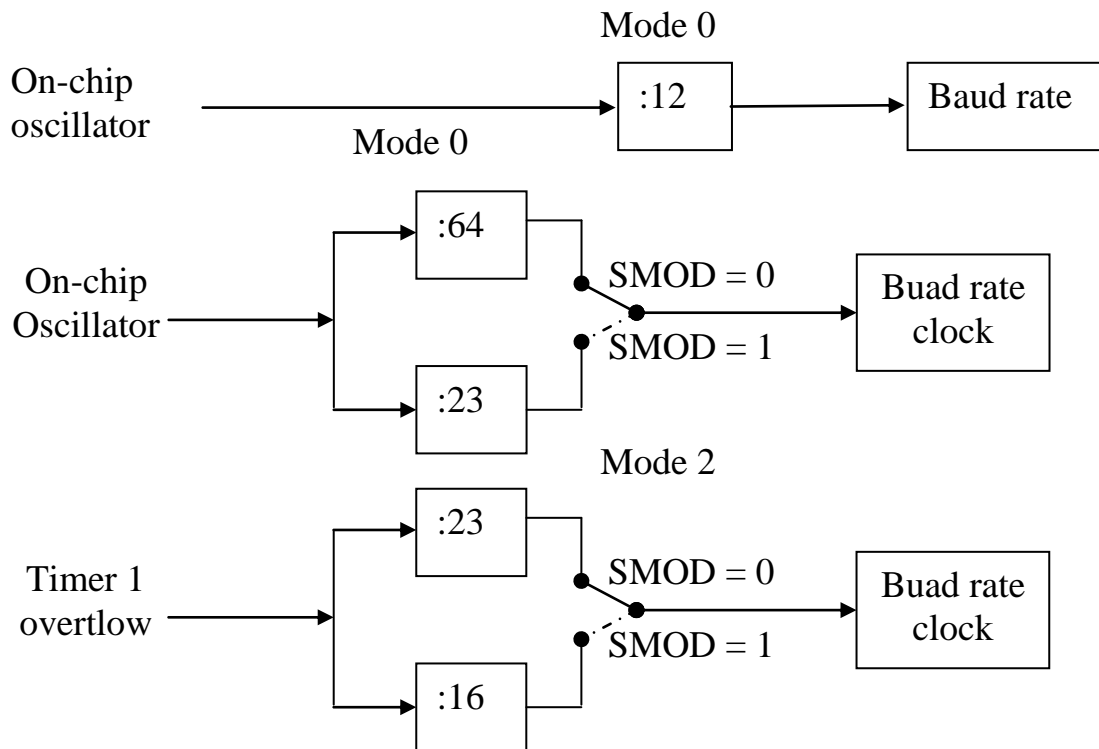 Mode 0
On-chip
oscillator
:12
Baud rate
Mode 0
:64
On-chip
Oscillator
SMOD = 0
SMOD = 1
Buad rate
clock
:23
Mode 2
:23
Timer 1
overtlow
SMOD = 0
SMOD = 1
Buad rate
clock
:16